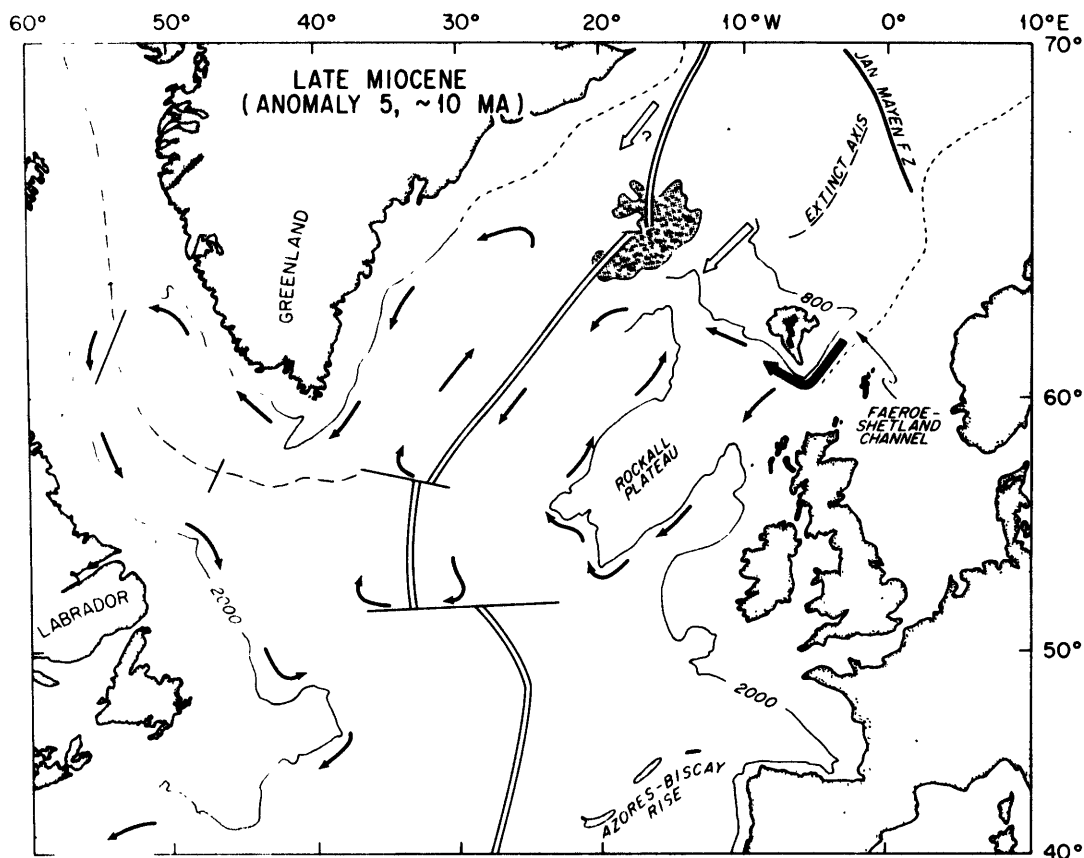 60° 50° 40° 30° 20° 10°W 0° 10°E
70°
LATE MIOCENE
(ANOMALY 5, ~10 MA)
?
JAN MAYEN F Z
EXTINCT AXIS
GREENLAND
800
60°
FAEROE-
SHETLAND
CHANNEL
ROCKALL
PLATEAU
LABRADOR
2000
50°
2000
AZORES-BISCAY
RISE
40°